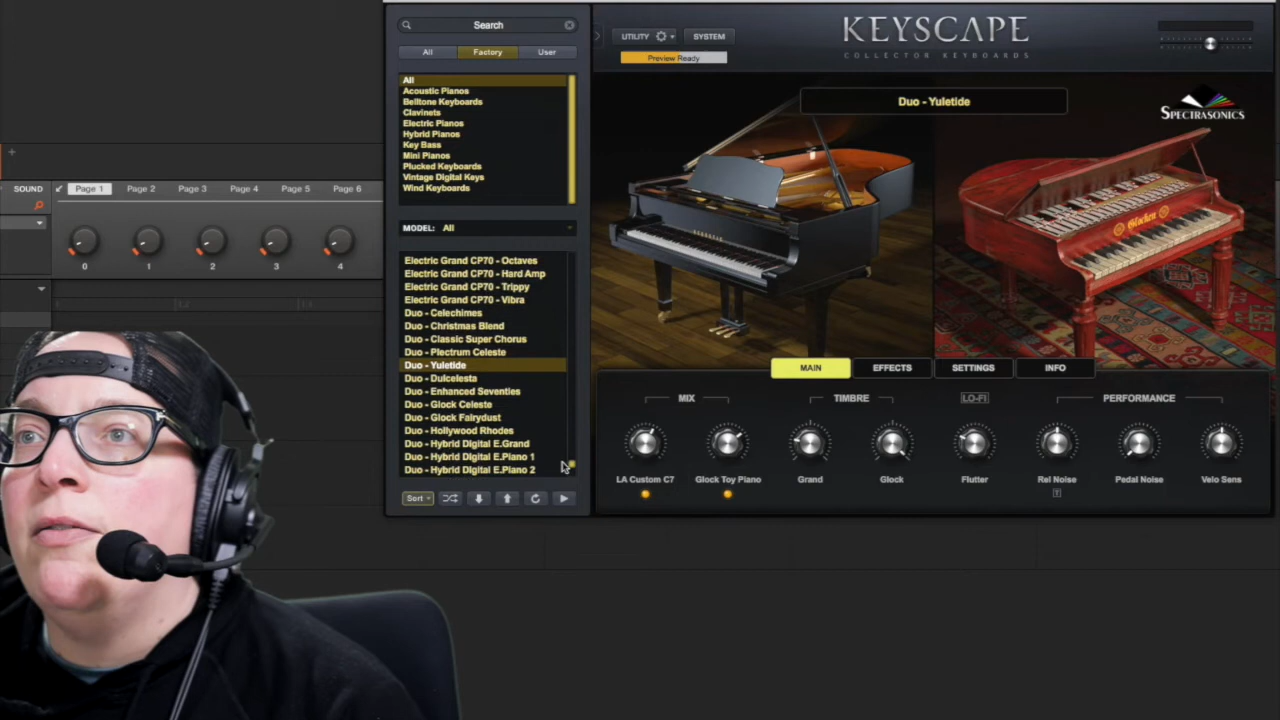 Search
All
Factory
User
All
Acoustic Pianos
Belltone Keyboards
Clavinets
Electric Pianos
Hybrid Pianos
Key Bass
Mini Pianos
Plucked Keyboards
Vintage Digital Keys
Wind Keyboards
MODEL: All
Electric Grand CP70 - Octaves
Electric Grand CP70 - Hard Amp
Electric Grand CP70 - Trippy
Electric Grand CP70 - Vibra
Duo - Celechimes
Duo - Christmas Blend
Duo - Classic Super Chorus
Duo - Plectrum Celeste
Duo - Yuletide
Duo - Dulcelesta
Duo - Enhanced Seventies
Duo - Glock Celeste
Duo - Glock Fairydust
Duo - Hollywood Rhodes
Duo - Hybrid Digital E.Grand
Duo - Hybrid Digital E.Piano 1
Duo - Hybrid Digital E.Piano 2
Sort
UTILITY
SYSTEM
Preview Ready
KEYSCAPE
COLLECTOR KEYBOARDS
Duo - Yuletide
SPECTRASONICS
Glocken
MAIN
EFFECTS
SETTINGS
INFO
MIX
TIMBRE
LO-FI
PERFORMANCE
LA Custom C7
Glock Toy Piano
Grand
Glock
Flutter
Rel Noise
Pedal Noise
Velo Sens
SOUND
Page 1
Page 2
Page 3
Page 4
Page 5
Page 6
0
1
2
3
4